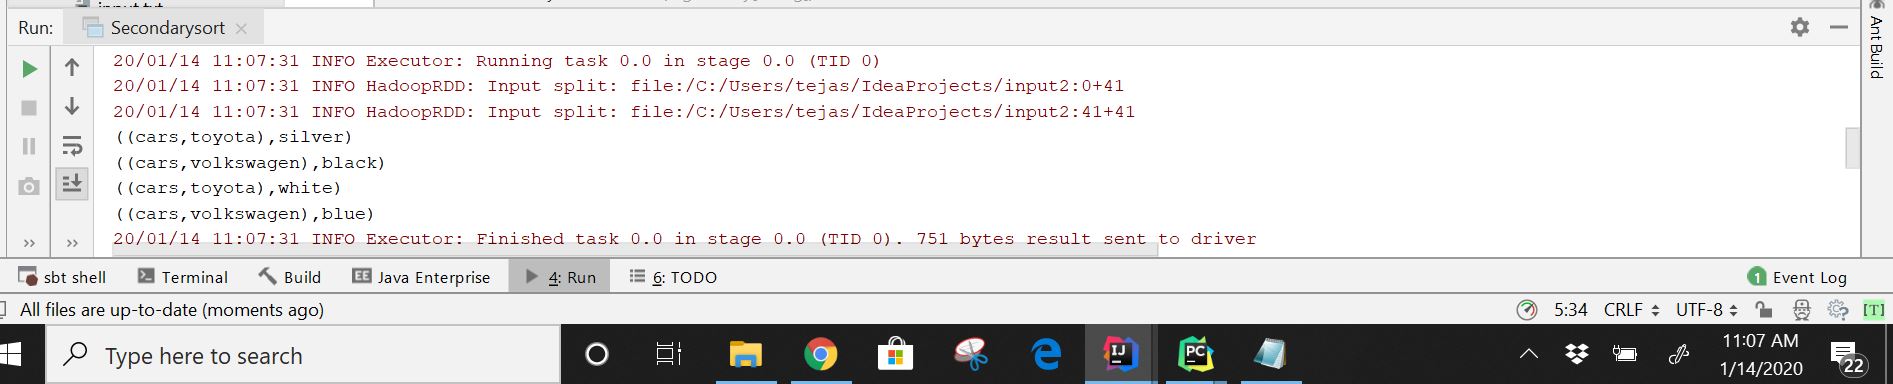 Run:
Secondarysort
20/01/14 11:07:31 INFO Executor: Running task 0.0 in stage 0.0 (TID 0)
20/01/14 11:07:31 INFO HadoopRDD: Input split: file:/C:/Users/tejas/IdeaProjects/input2:0+41
20/01/14 11:07:31 INFO HadoopRDD: Input split: file:/C:/Users/tejas/IdeaProjects/input2:41+41
((cars,toyota),silver)
((cars,volkswagen),black)
((cars,toyota),white)
((cars,volkswagen),blue)
20/01/14 11:07:31 INFO Executor: Finished task 0.0 in stage 0.0 (TID 0). 751 bytes result sent to driver
Ant Build
sbt shell Terminal Build EE Java Enterprise 4: Run 6: TODO 1 Event Log
All files are up-to-date (moments ago) 5:34 CRLF UTF-8 [T]
Type here to search IJ PC 11:07 AM
1/14/2020 22